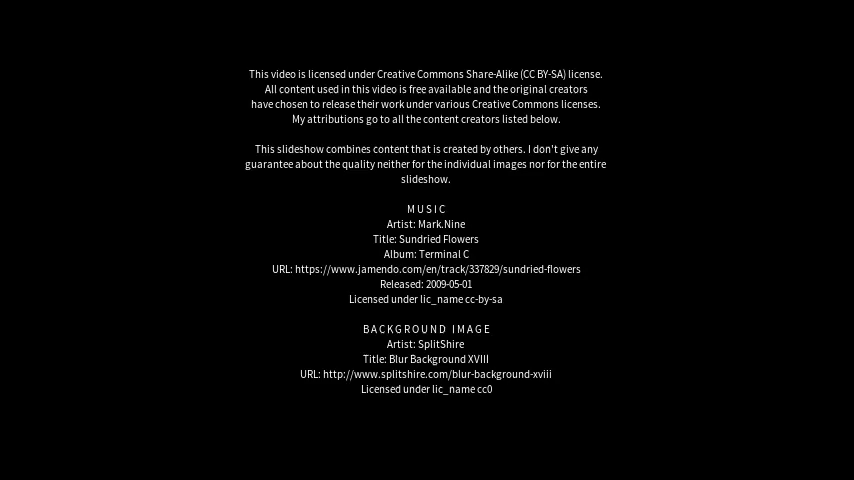 This video is licensed under Creative Commons Share-Alike (CC BY-SA) license.
All content used in this video is free available and the original creators
have chosen to release their work under various Creative Commons licenses.
My attributions go to all the content creators listed below.
This slideshow combines content that is created by others. I don't give any
guarantee about the quality neither for the individual images nor for the entire
slideshow.
MUSIC
Artist: Mark.Nine
Title: Sundried Flowers
Album: Terminal C
URL: https://www.jamendo.com/en/track/337829/sundried-flowers
Released: 2009-05-01
Licensed under lic_name cc-by-sa
BACKGROUND IMAGE
Artist: SplitShire
Title: Blur Background XVIII
URL: http://www.splitshire.com/blur-background-xviii
Licensed under lic_name cc0